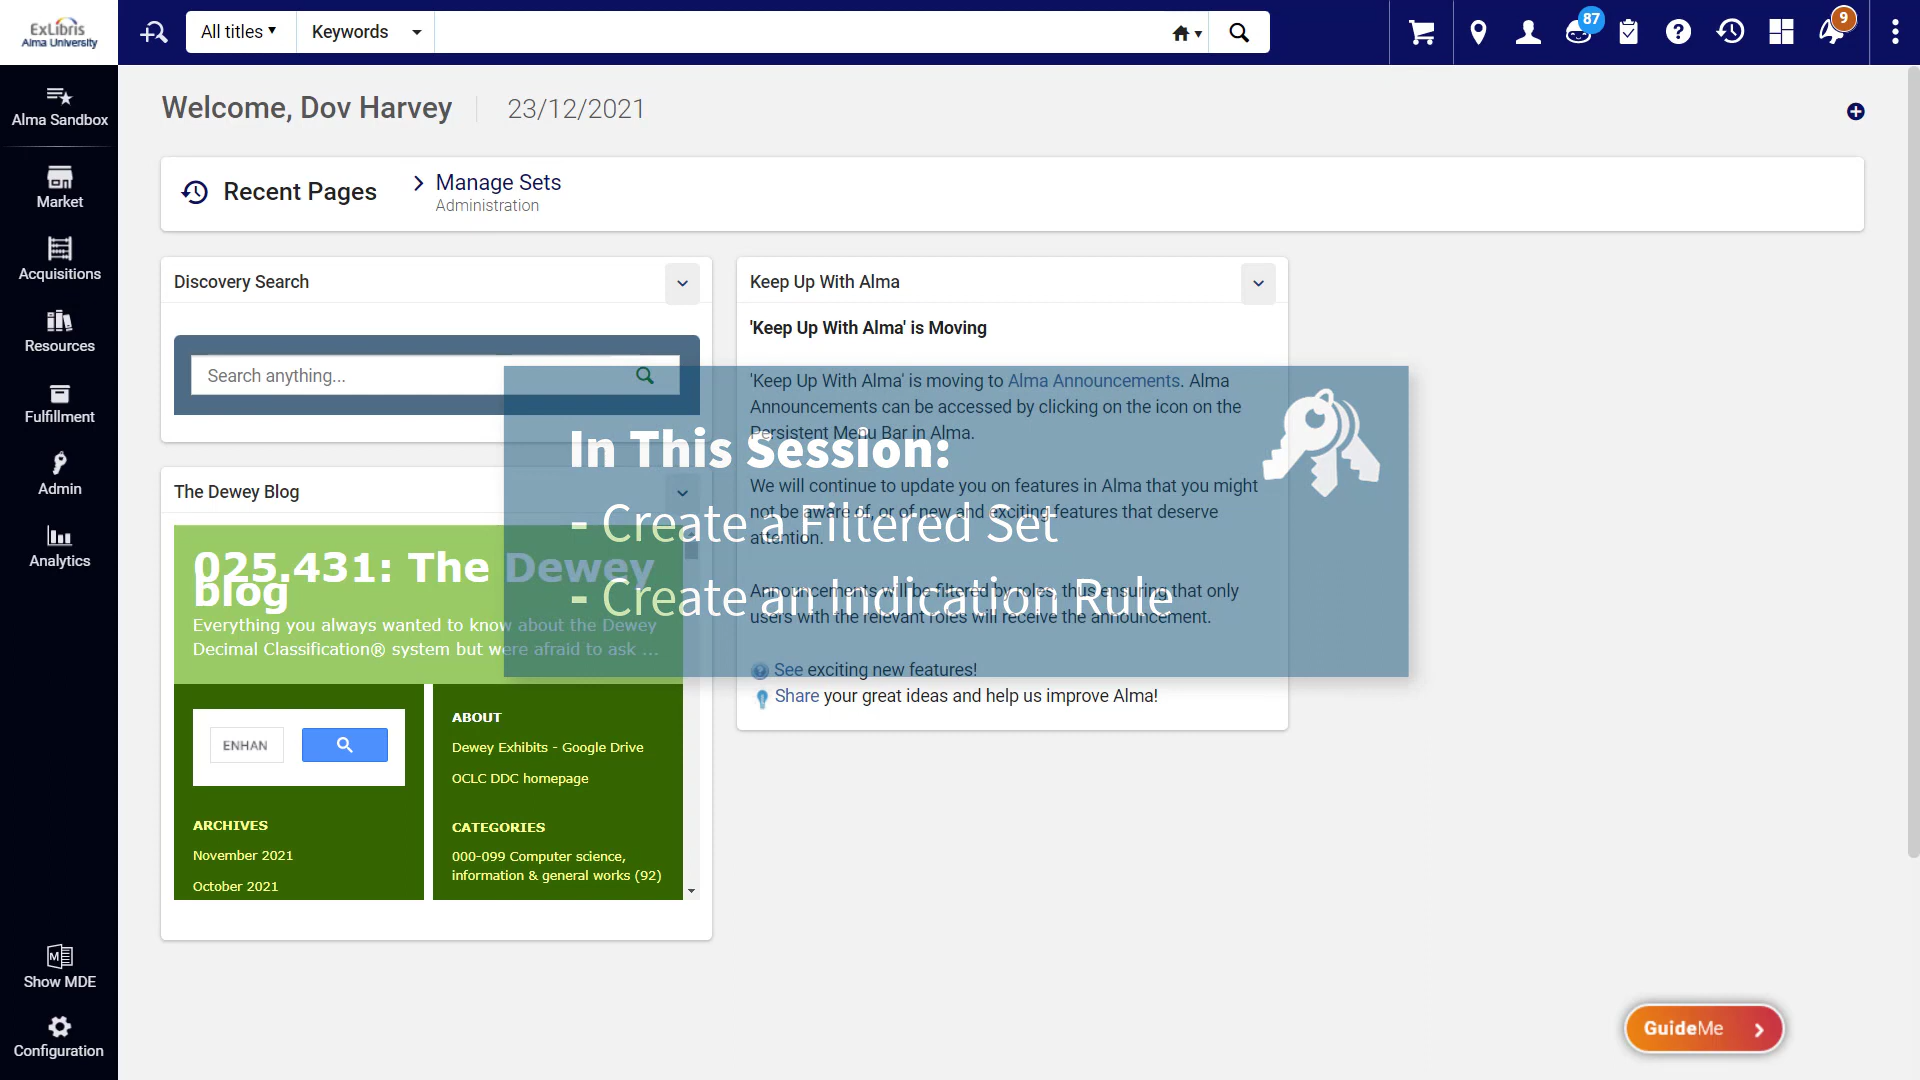 ExLibris
Alma University
All titles
Keywords
87
9
Alma Sandbox
Market
Acquisitions
Resources
Fulfillment
Admin
Analytics
Show MDE
Configuration
Welcome, Dov Harvey
23/12/2021
Recent Pages
Manage Sets
Administration
Discovery Search
Search anything...
The Dewey Blog
025.431: The Dewey
blog
Everything you always wanted to know about the Dewey
Decimal Classification® system but were afraid to ask ...
ENHAN
ARCHIVES
November 2021
October 2021
ABOUT
Dewey Exhibits - Google Drive
OCLC DDC homepage
CATEGORIES
000-099 Computer science,
information & general works (92)
Keep Up With Alma
'Keep Up With Alma' is Moving
'Keep Up With Alma' is moving to Alma Announcements. Alma
Announcements can be accessed by clicking on the icon on the
Persistent Menu Bar in Alma.
We will continue to update you on features in Alma that you might
not be aware of, or of new and exciting features that deserve
attention.
Announcements will be filtered by roles, thus ensuring that only
users with the relevant roles will receive the announcement.
See exciting new features!
Share your great ideas and help us improve Alma!
In This Session:
- Create a Filtered Set
- Create an Indication Rule
GuideMe